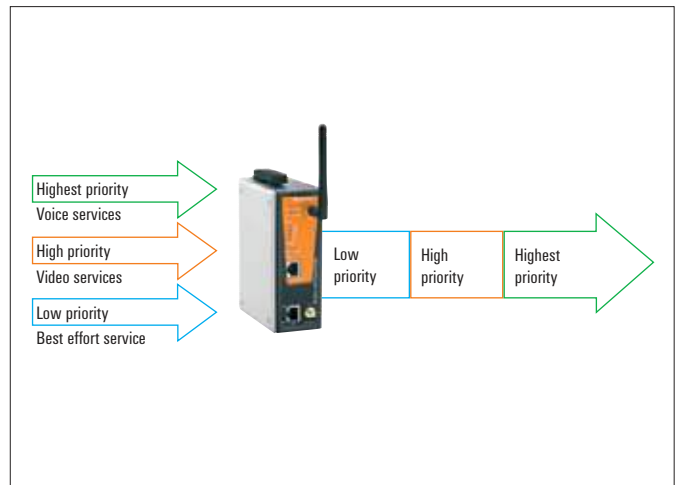 Highest priority
Voice services
High priority
Video services
Low priority
Best effort service
Low
priority
High
priority
Highest
priority